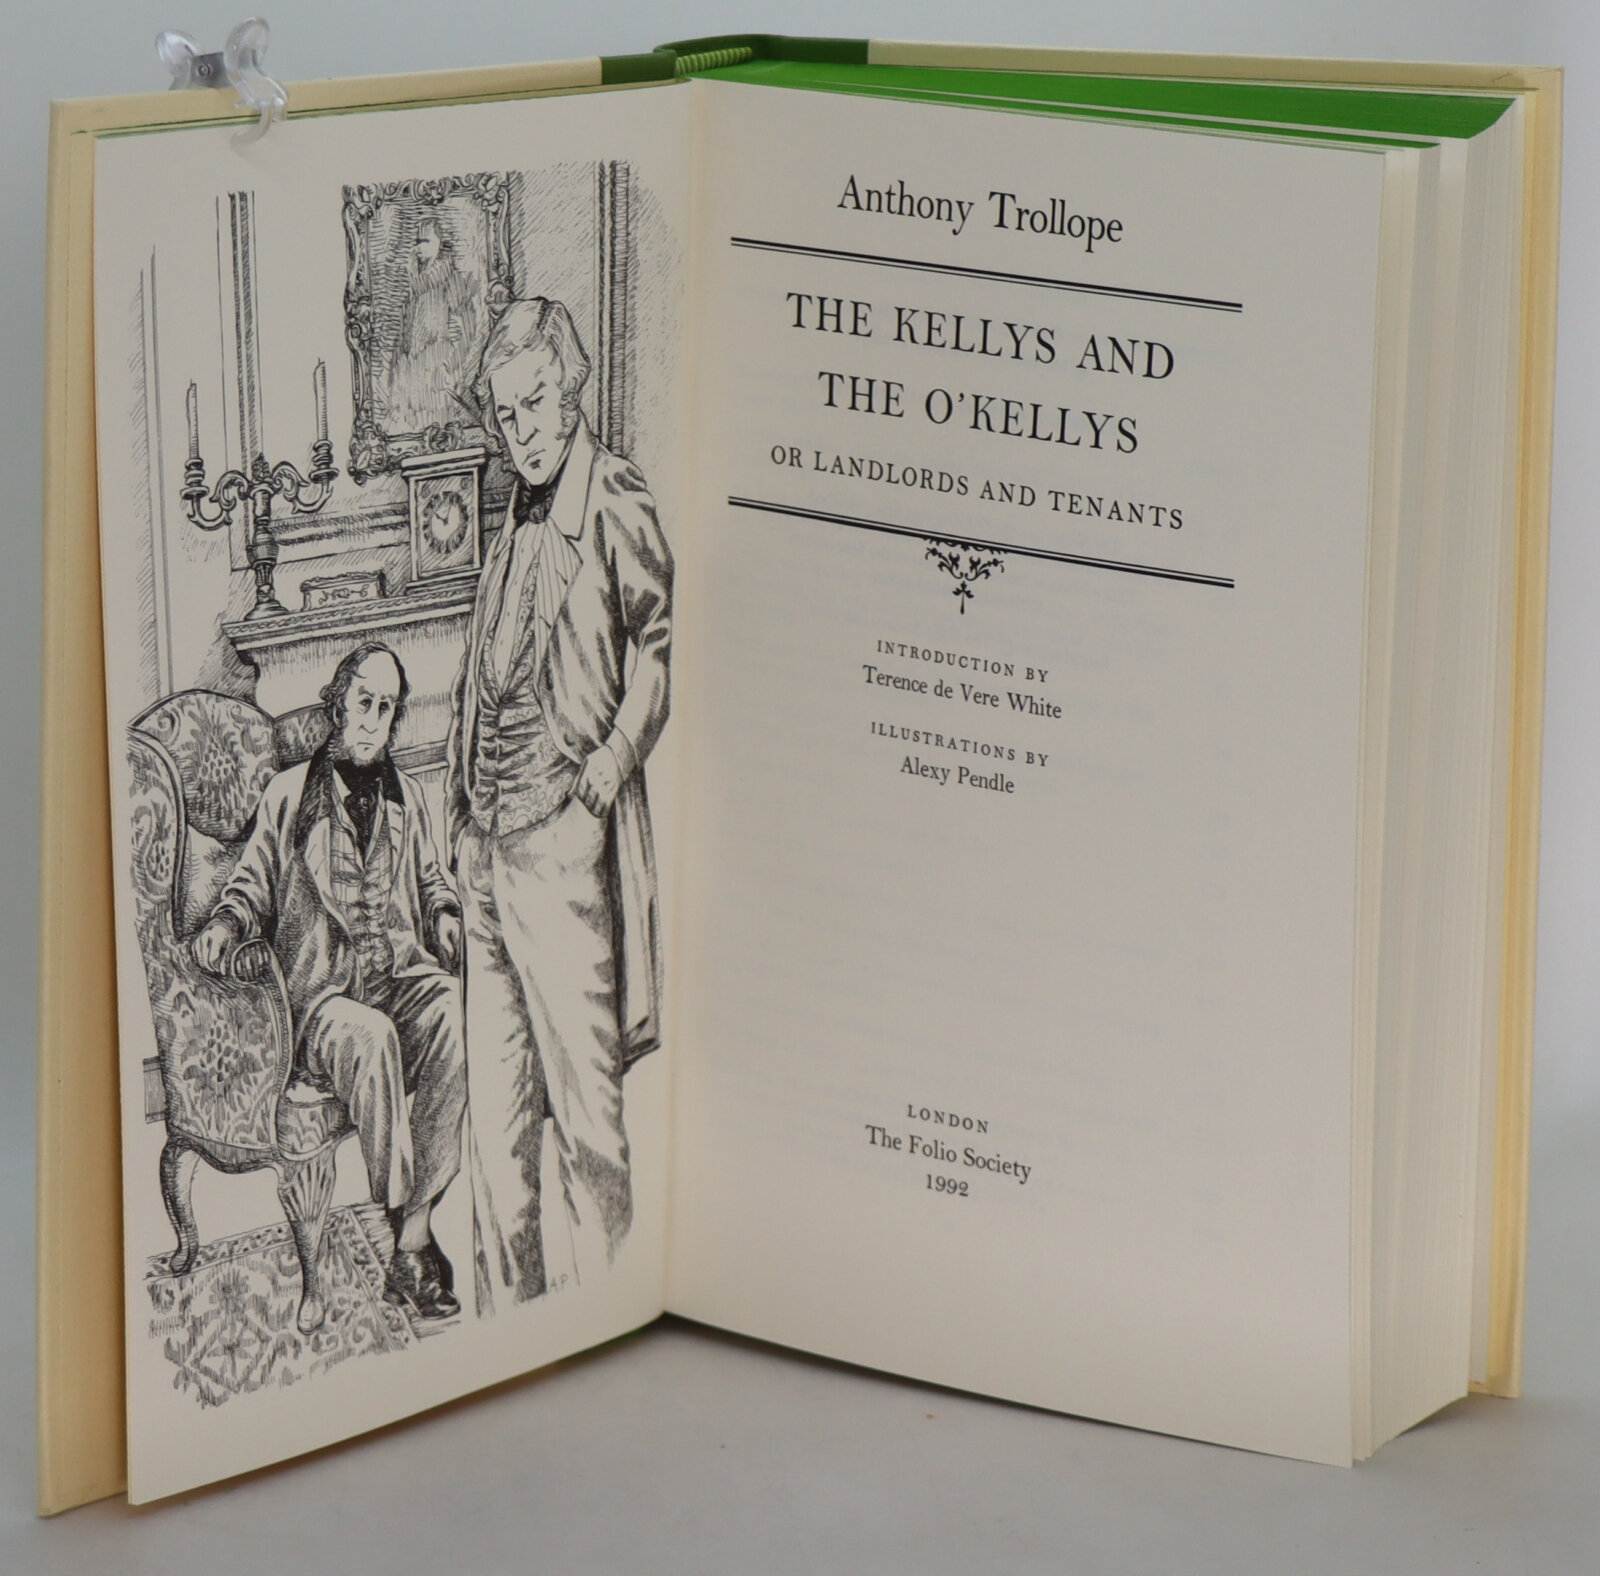 Anthony Trollope
THE KELLYS AND
THE O'KELLYS
OR LANDLORDS AND TENANTS
INTRODUCTION BY
Terence de Vere White
ILLUSTRATIONS BY
Alexy Pendle
LONDON
The Folio Society
1992
A.P.